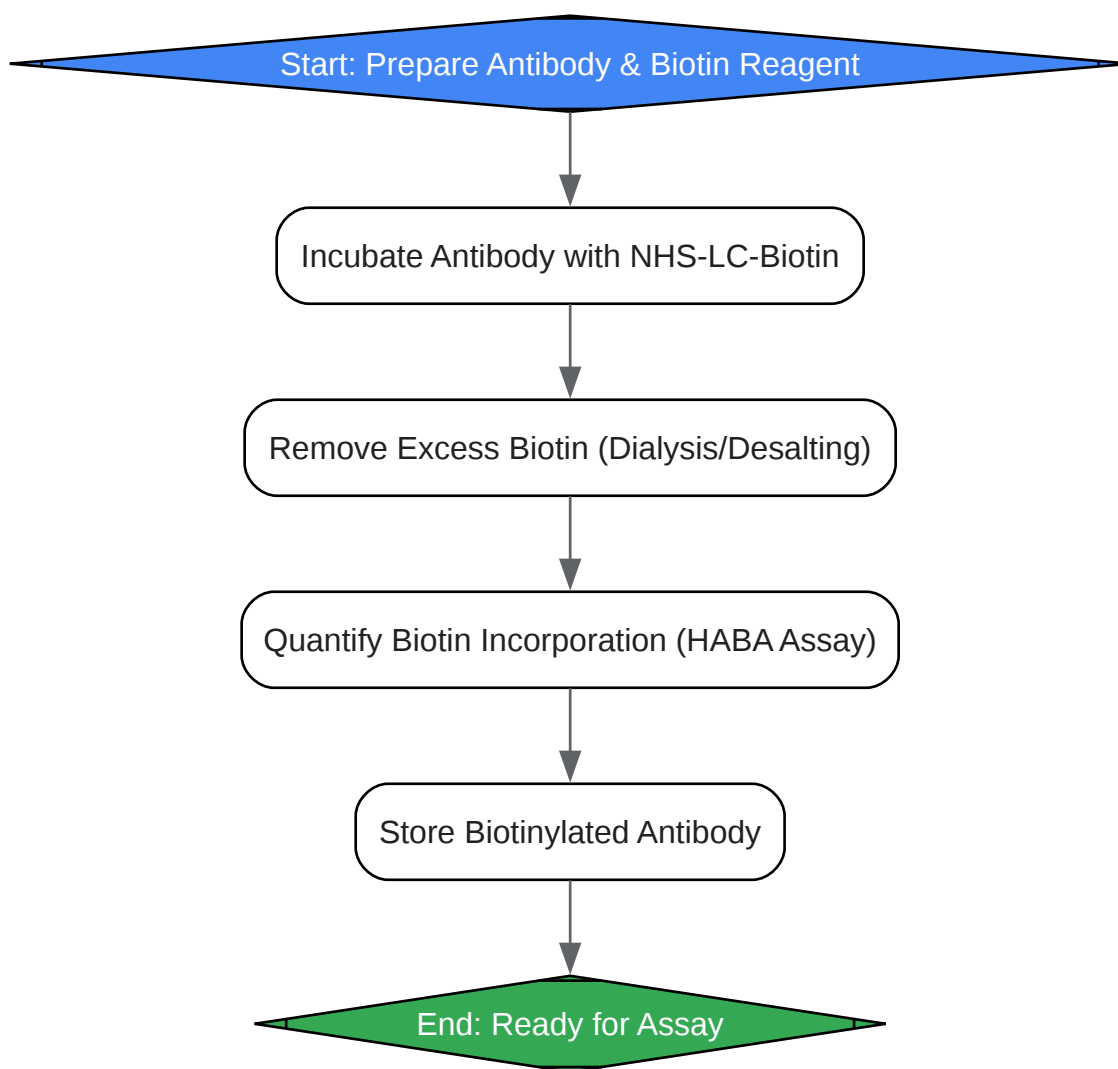 Start: Prepare Antibody & Biotin Reagent
Incubate Antibody with NHS-LC-Biotin
Remove Excess Biotin (Dialysis/Desalting)
Quantify Biotin Incorporation (HABA Assay)
Store Biotinylated Antibody
End: Ready for Assay